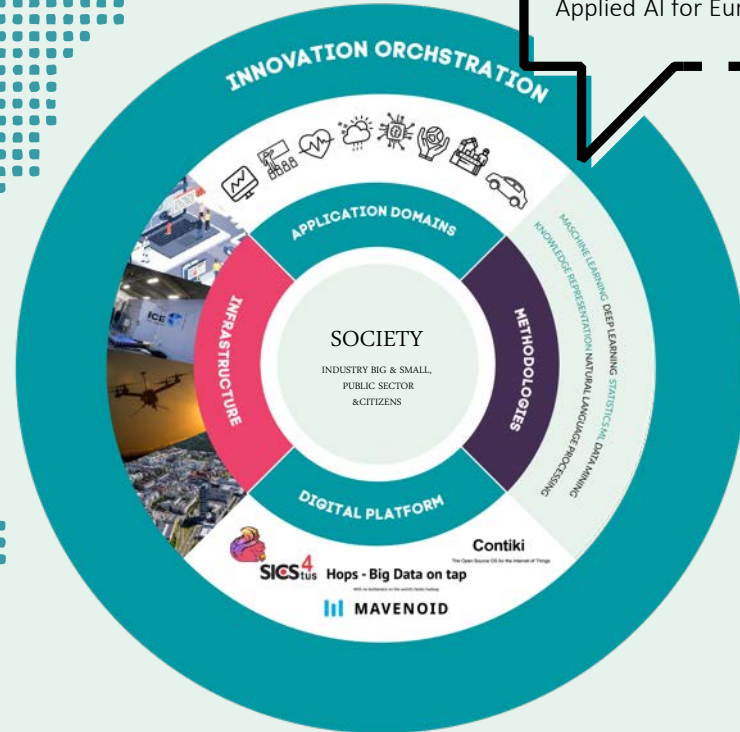 Applied AI for Eur
INNOVATION ORCHSTRATION
APPLICATION DOMAINS
INFRASTRUCTURE
ICE
METHODOLOGIES
MASCHINE LEARNING DEEP LEARNING STATISTICS ML DATA MINING
KNOWLEDGE REPRESENTATION NATURAL LANGUAGE PROCESSING
SOCIETY
INDUSTRY BIG & SMALL,
PUBLIC SECTOR
&CITIZENS
DIGITAL PLATFORM
SICS 4tus
Hops - Big Data on tap
Contiki
The Open Source OS for the Internet of Things
MAVENOID